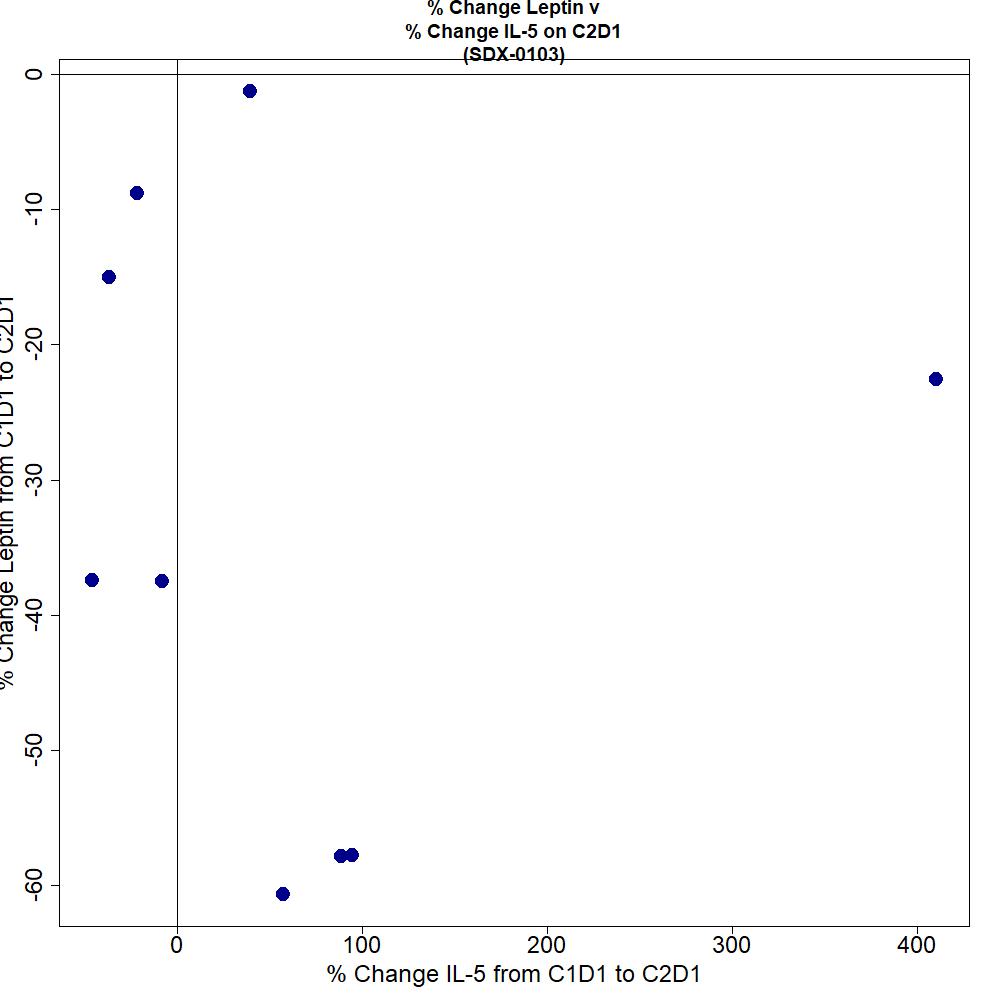 % Change Leptin v
% Change IL-5 on C2D1
(SDX-0103)
0
-10
-20
-30
-40
-50
-60
% Change Leptin from C1D1 to C2D1
0
100
200
300
400
% Change IL-5 from C1D1 to C2D1